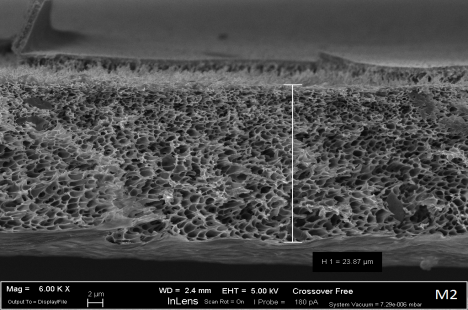 H 1 = 23.87 µm
Mag = 6.00 K X
2 µm
WD = 2.4 mm
EHT = 5.00 kV
Crossover Free
M2
Output To = Display/File
InLens
Scan Rot = On
I Probe = 180 pA
System Vacuum = 7.29e-006 mbar